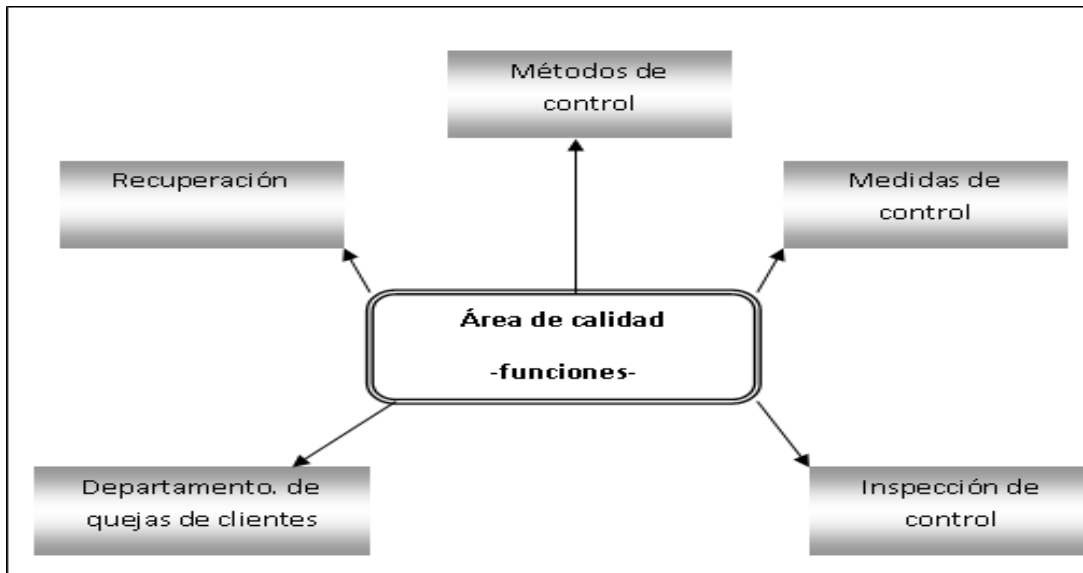 Métodos de
control
Recuperación
Medidas de
control
Área de calidad
-funciones-
Departamento. de
quejas de clientes
Inspección de
control